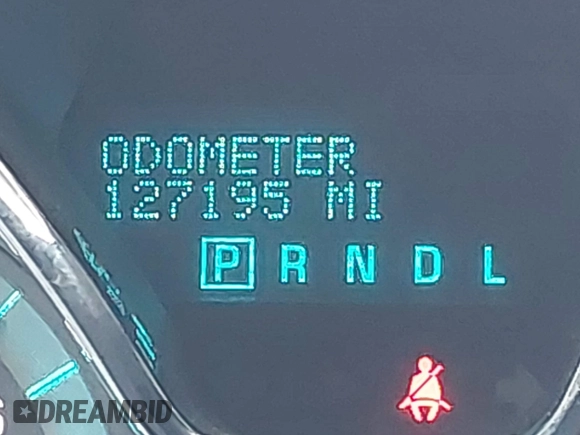 ODOMETER
127195 MI
P R N D L
DREAMBID